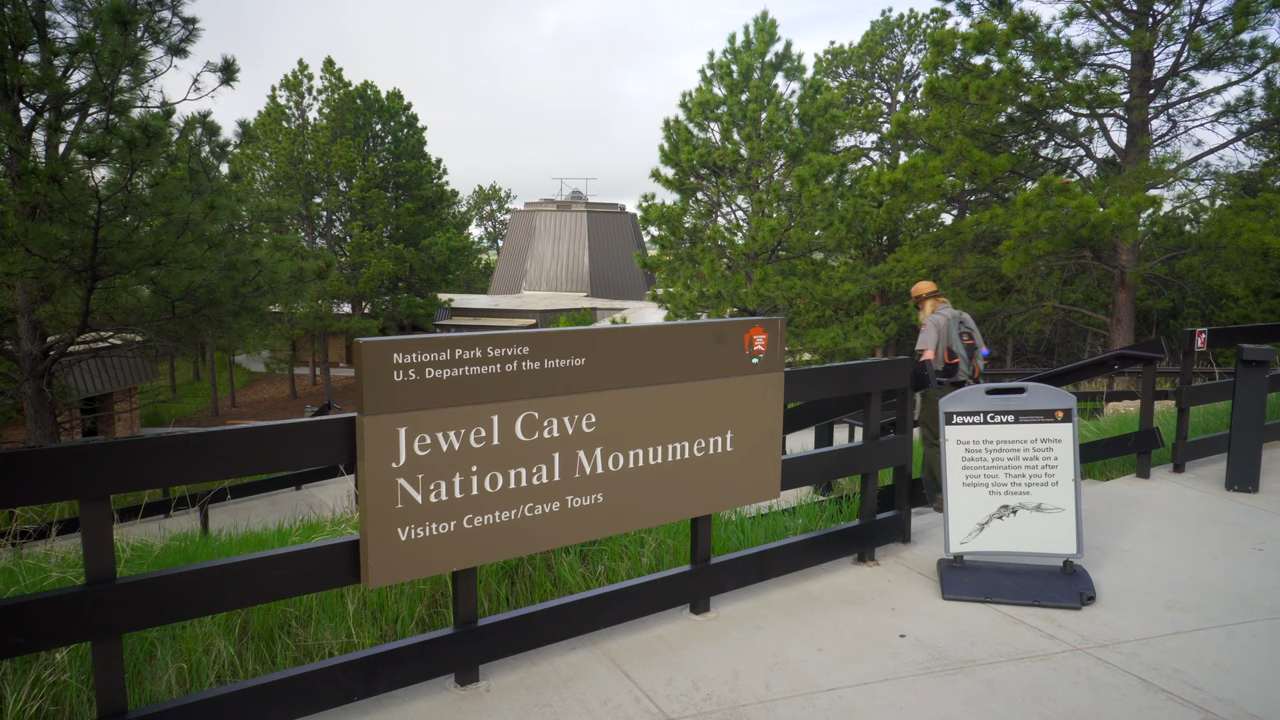 National Park Service
U.S. Department of the Interior
Jewel Cave
National Monument
Visitor Center/Cave Tours
Jewel Cave
Due to the presence of White
Nose Syndrome in South
Dakota, you will walk on a
decontamination mat after
your tour. Thank you for
helping slow the spread of
this disease.